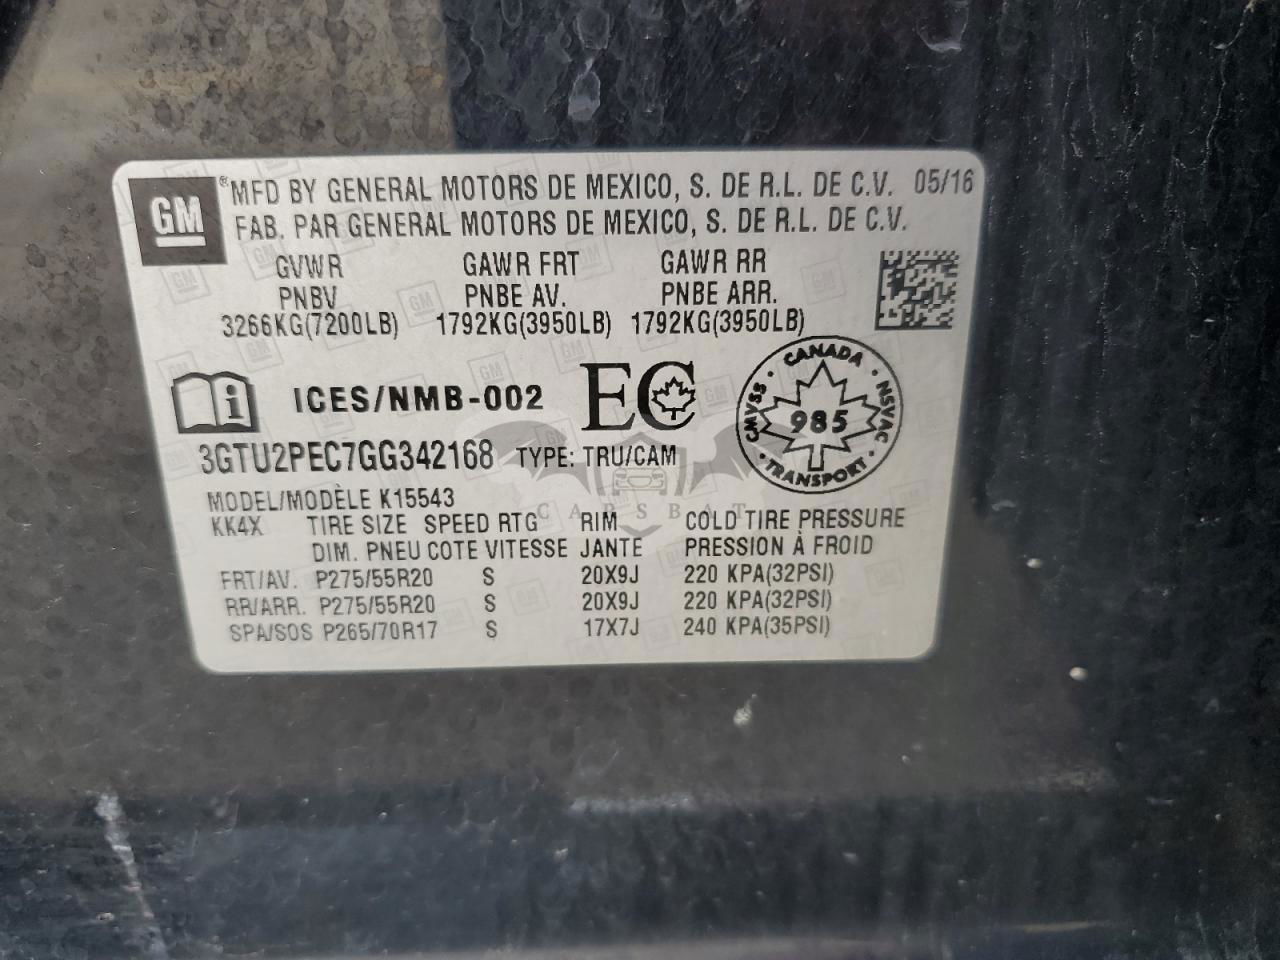 GM
®MFD BY GENERAL MOTORS DE MEXICO, S. DE R.L. DE C.V. 05/16
FAB. PAR GENERAL MOTORS DE MEXICO, S. DE R.L. DE C.V.
GVWR GAWR FRT GAWR RR
PNBV PNBE AV. PNBE ARR.
3266KG(7200LB) 1792KG(3950LB) 1792KG(3950LB)
i ICES/NMB-002 EC
CANADA
CMVSS · 985 · NSVAC
· TRANSPORT ·
3GTU2PEC7GG342168 TYPE: TRU/CAM
MODEL/MODÈLE K15543
CARSBAT
KK4X TIRE SIZE SPEED RTG RIM COLD TIRE PRESSURE
DIM. PNEU COTE VITESSE JANTE PRESSION À FROID
FRT/AV. P275/55R20 S 20X9J 220 KPA(32PSI)
RR/ARR. P275/55R20 S 20X9J 220 KPA(32PSI)
SPA/SOS P265/70R17 S 17X7J 240 KPA(35PSI)